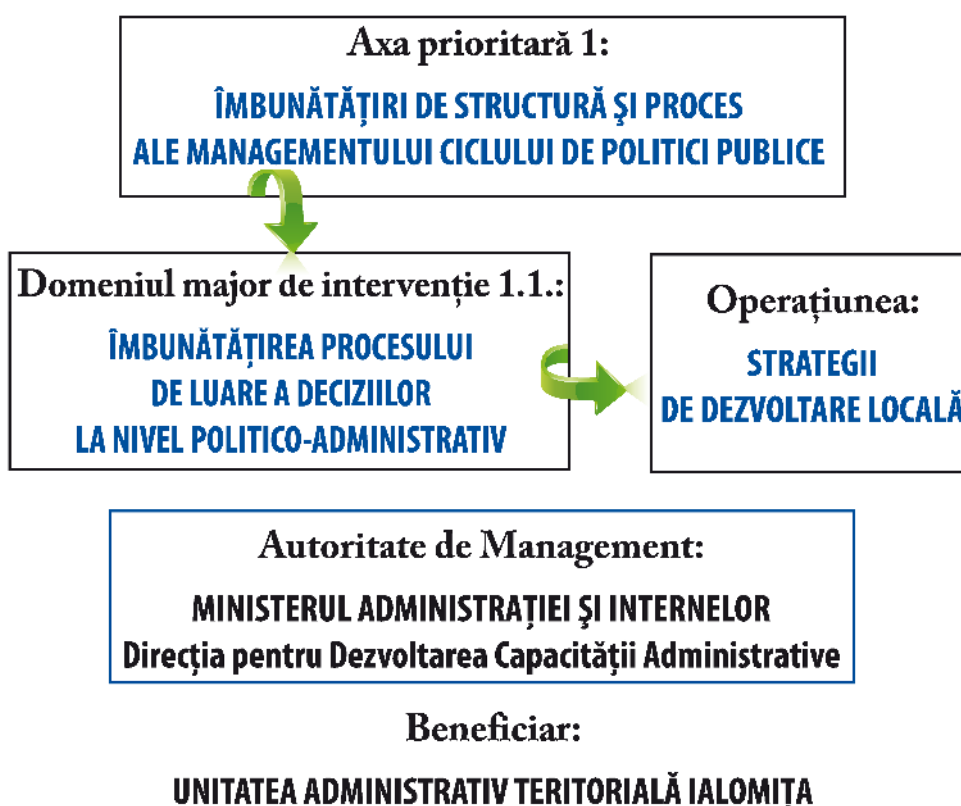 Axa prioritară 1:
ÎMBUNĂTĂȚIRI DE STRUCTURĂ ŞI PROCES
ALE MANAGEMENTULUI CICLULUI DE POLITICI PUBLICE
Domeniul major de intervenție 1.1.:
ÎMBUNĂTĂȚIREA PROCESULUI
DE LUARE A DECIZIILOR
LA NIVEL POLITICO-ADMINISTRATIV
Operațiunea:
STRATEGII
DE DEZVOLTARE LOCALĂ
Autoritate de Management:
MINISTERUL ADMINISTRAȚIEI ŞI INTERNELOR
Direcția pentru Dezvoltarea Capacității Administrative
Beneficiar:
UNITATEA ADMINISTRATIV TERITORIALĂ IALOMIȚA